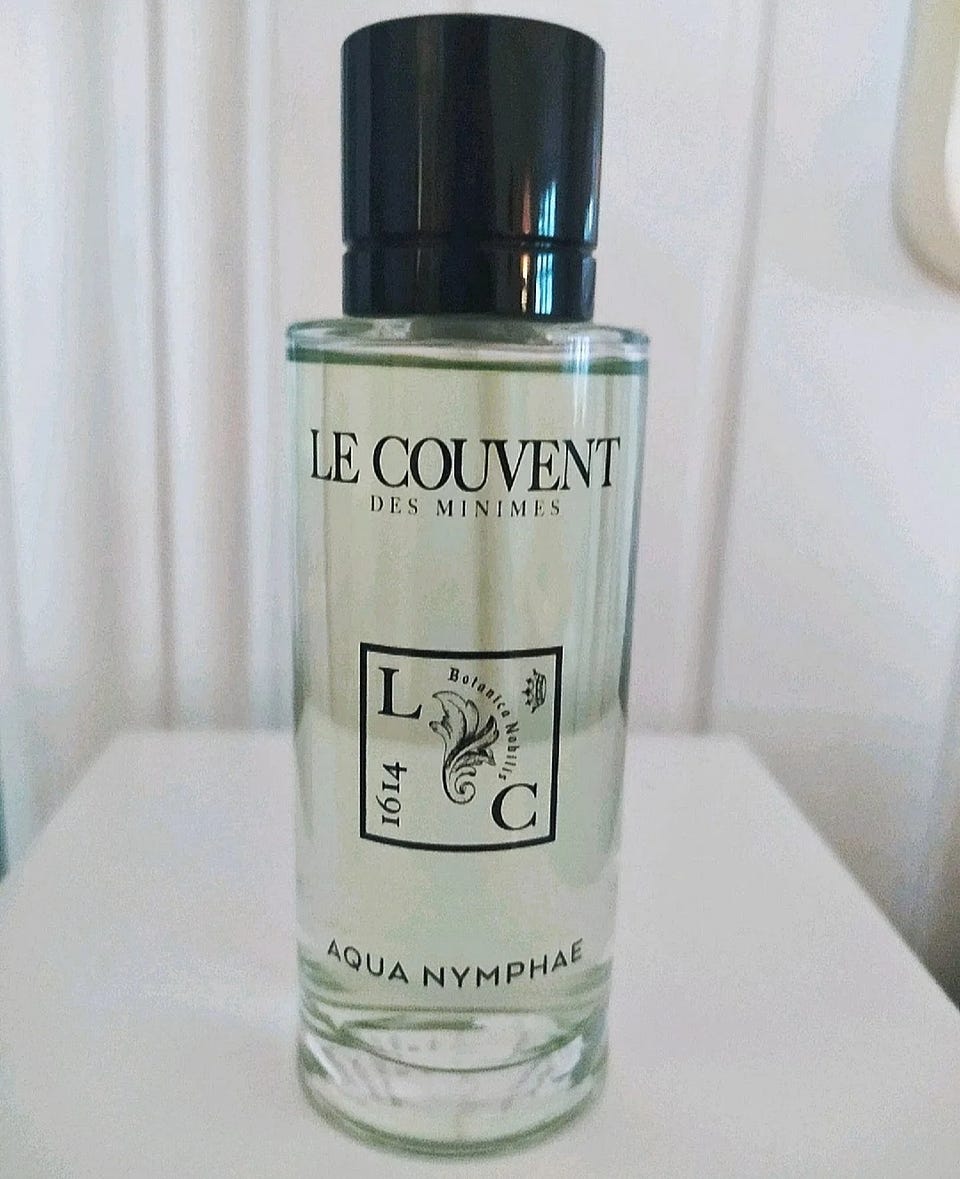 LE COUVENT
DES MINIMES
L
Botanica Nobilis
1614
C
AQUA NYMPHAE